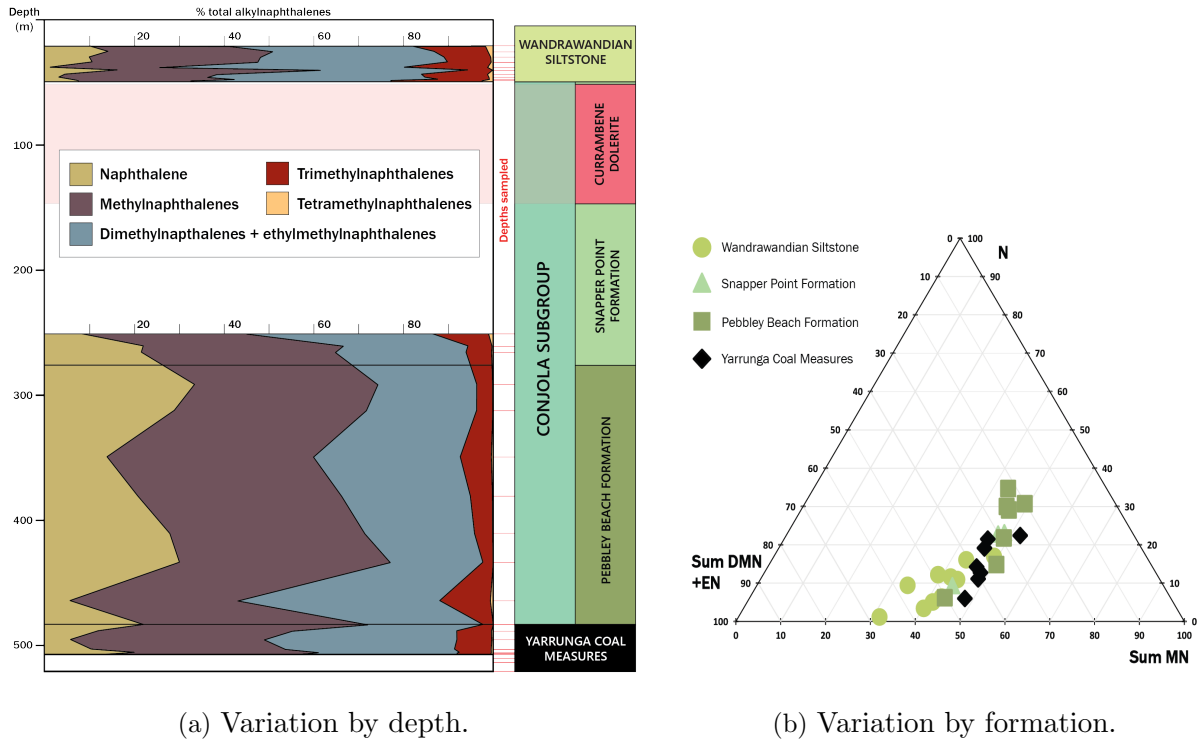 Depth
(m)
% total alkylnaphthalenes
20
40
60
80
100
200
300
400
500
Naphthalene
Methylnaphthalenes
Dimethylnapthalenes + ethylmethylnaphthalenes
Trimethylnaphthalenes
Tetramethylnaphthalenes
20
40
60
80
Depths sampled
WANDRAWANDIAN
SILTSTONE
CONJOLA SUBGROUP
CURRAMBENE
DOLERITE
SNAPPER POINT
FORMATION
PEBBLEY BEACH FORMATION
YARRUNGA COAL
MEASURES
(a) Variation by depth.
Wandrawandian Siltstone
Snapper Point Formation
Pebbley Beach Formation
Yarrunga Coal Measures
N
Sum DMN
+EN
Sum MN
0
10
20
30
40
50
60
70
80
90
100
100
90
80
70
60
50
40
30
20
10
0
0
10
20
30
40
50
60
70
80
90
100
(b) Variation by formation.